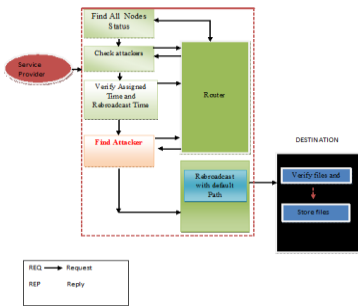 Find All Nodes
Status
Check attackers
Service
Provider
Verify Assigned
Time and
Rebroadcast Time
Router
Find Attacker
DESTINATION
Rabroadcast
with default
Path
Verify files and
Store files
REQ Request
REP Reply